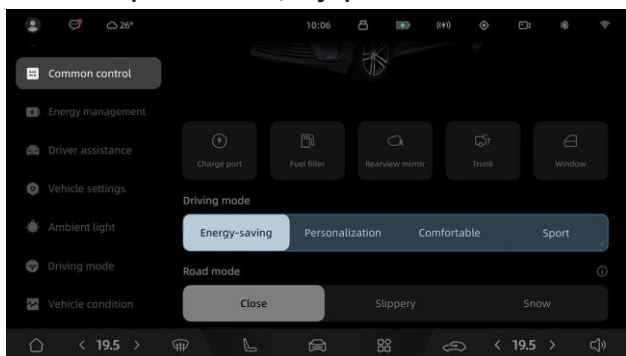 26°
10:06
Common control
Energy management
Driver assistance
Vehicle settings
Ambient light
Driving mode
Vehicle condition
Charge port
Fuel filler
Rearview mirror
Trunk
Window
Driving mode
Energy-saving
Personalization
Comfortable
Sport
Road mode
Close
Slippery
Snow
< 19.5 >
< 19.5 >